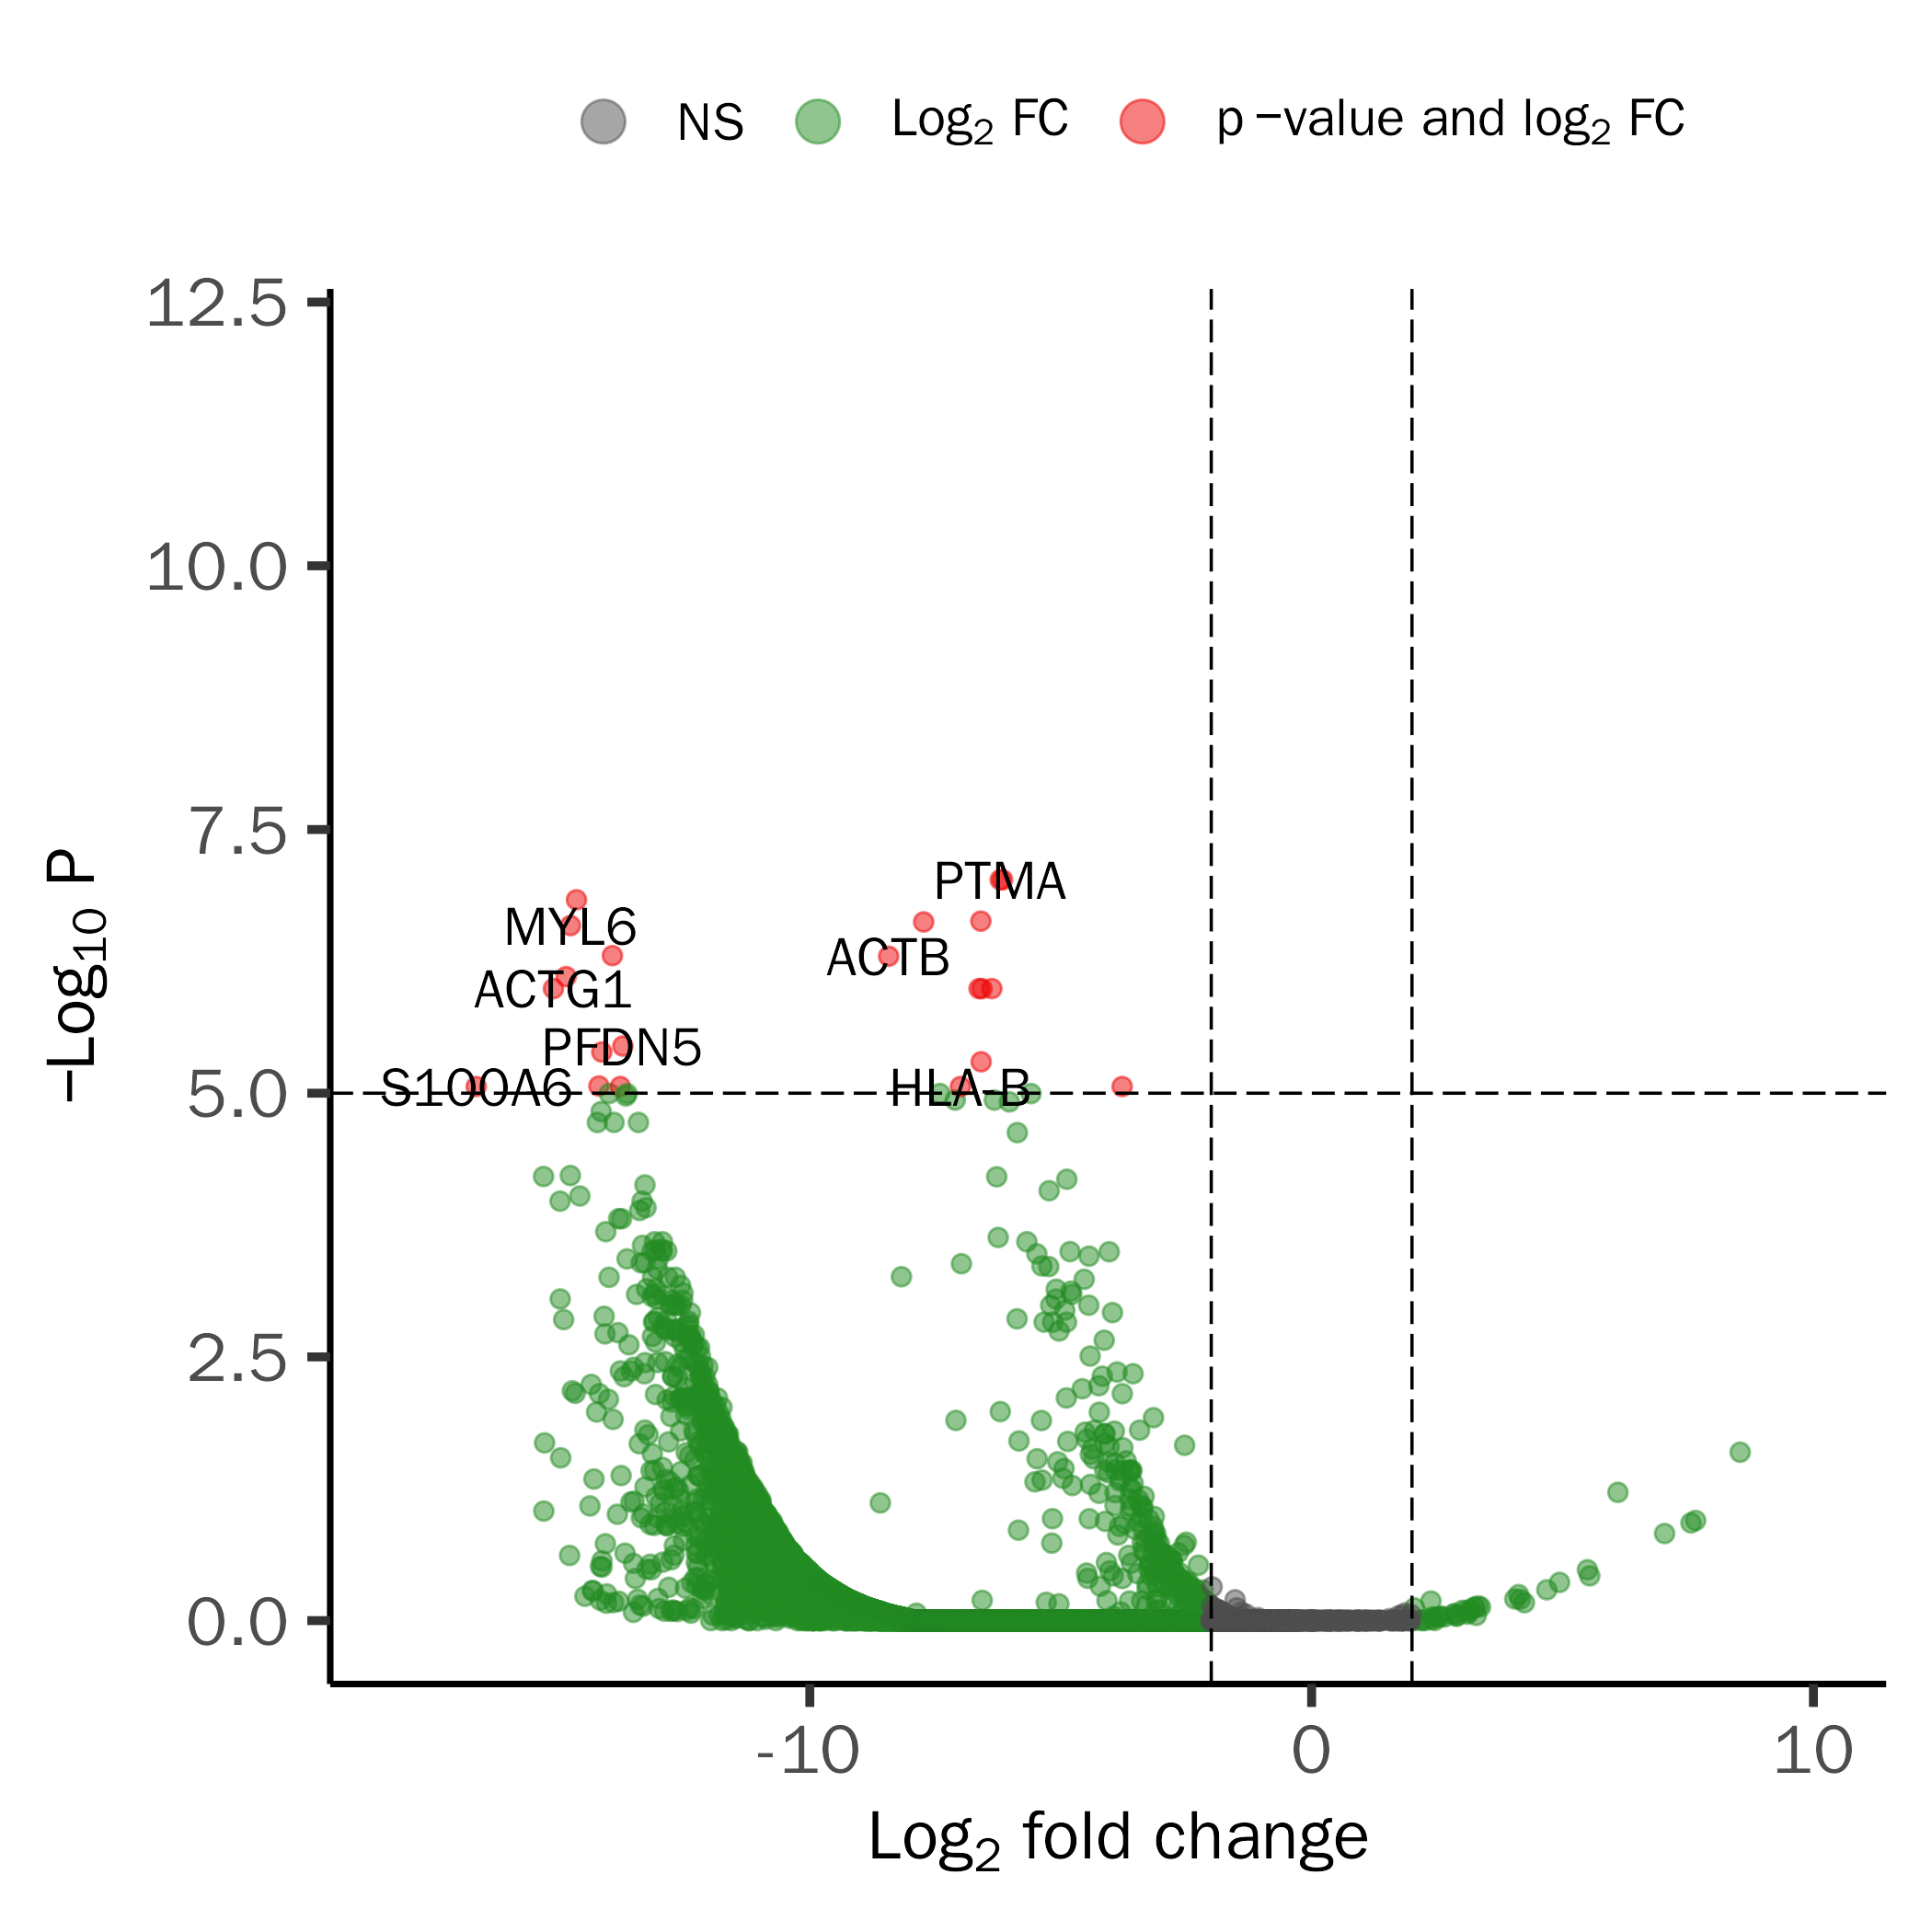 NS Log₂ FC p −value and log₂ FC
12.5
10.0
7.5
5.0
2.5
0.0
−Log₁₀ P
PTMA
MYL6
ACTB
ACTG1
PFDN5
S100A6
HLA-B
-10 0 10
Log₂ fold change